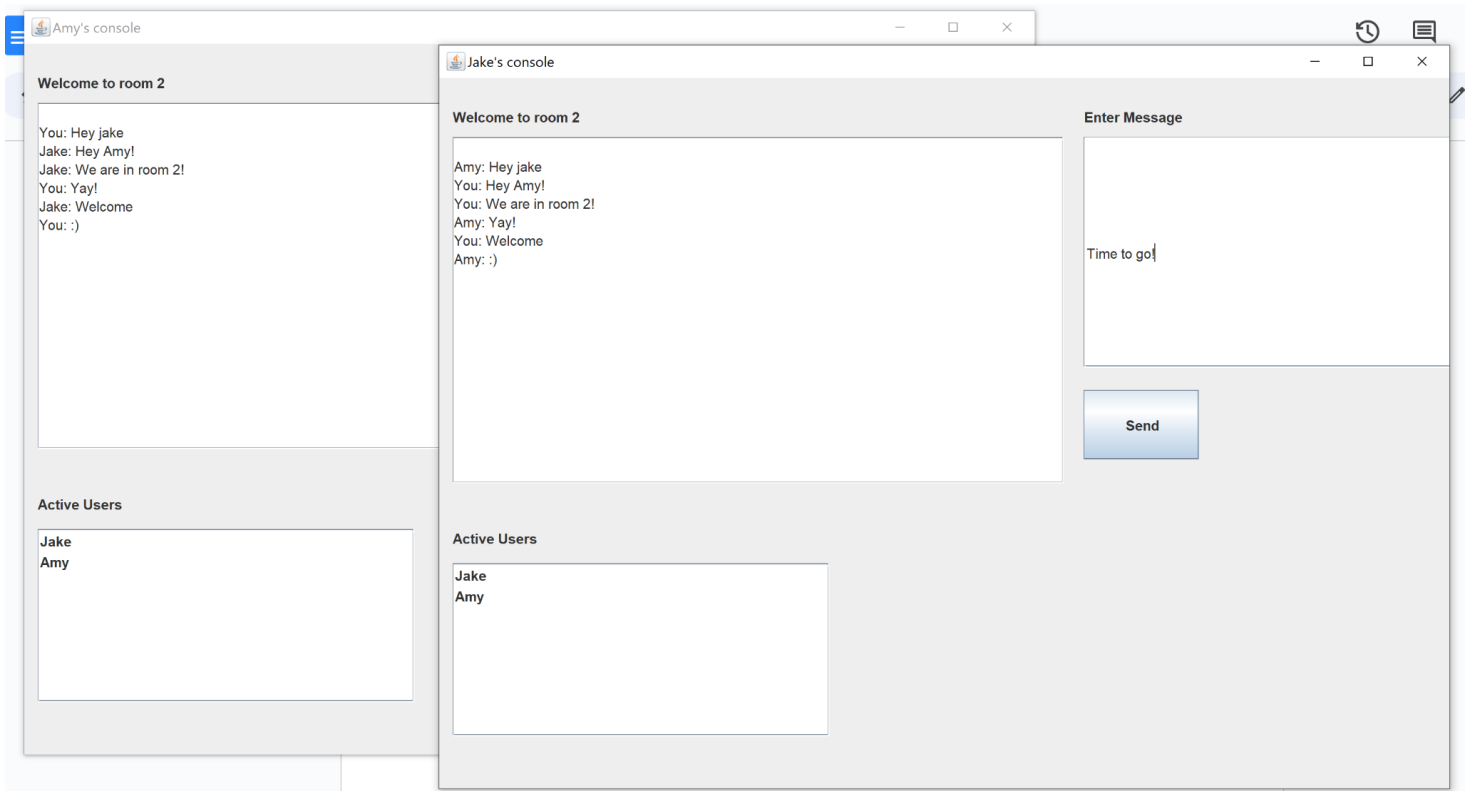 Amy's console
Welcome to room 2
You: Hey jake
Jake: Hey Amy!
Jake: We are in room 2!
You: Yay!
Jake: Welcome
You: :)
Active Users
Jake
Amy
Jake's console
Welcome to room 2
Amy: Hey jake
You: Hey Amy!
You: We are in room 2!
Amy: Yay!
You: Welcome
Amy: :)
Enter Message
Time to go!
Send
Active Users
Jake
Amy